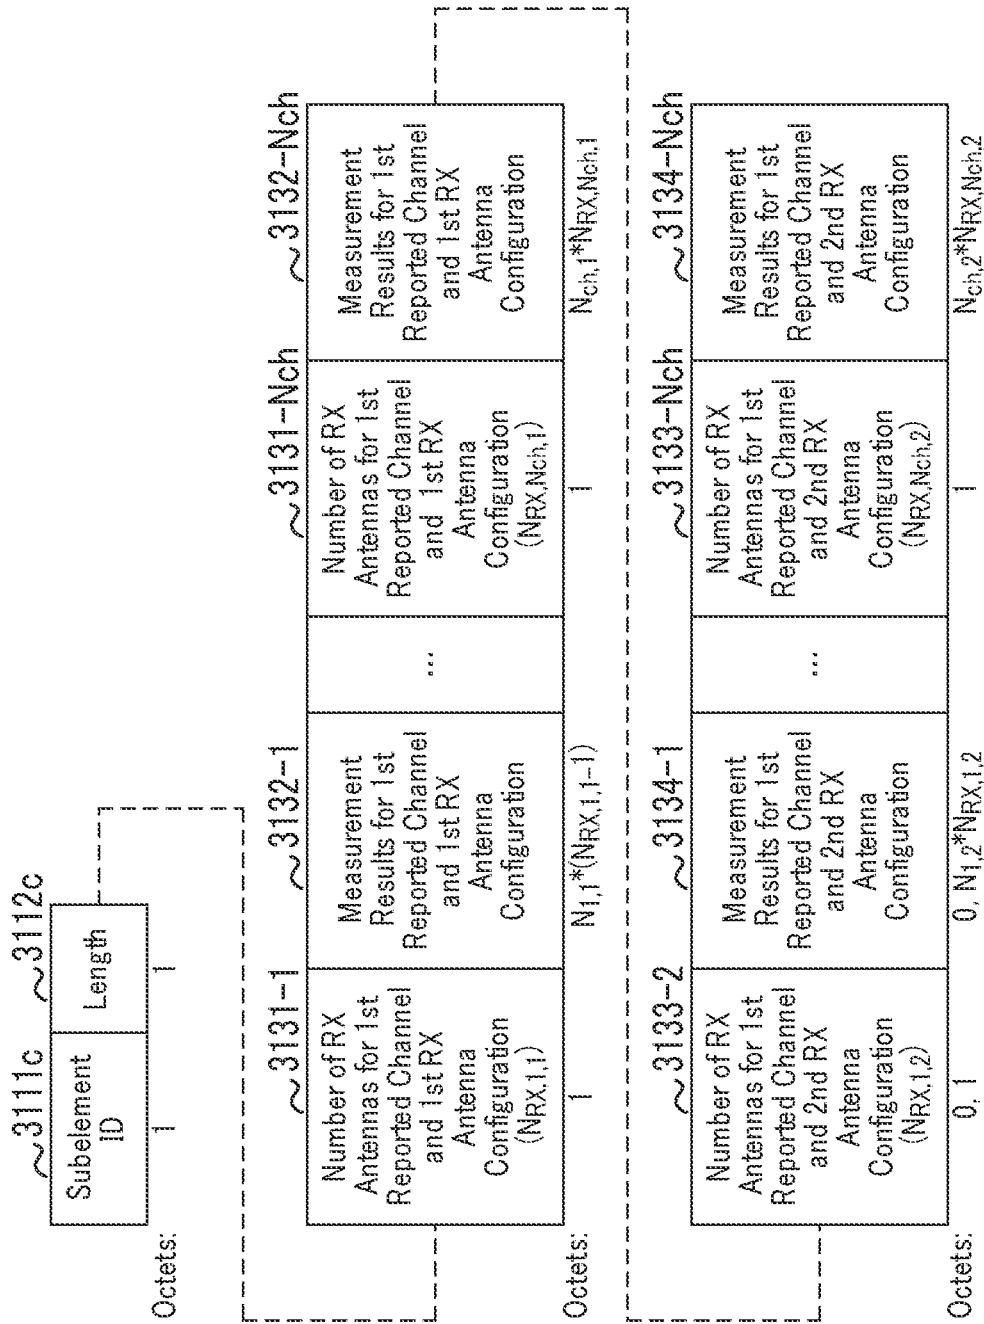 3111c
3112c
Subelement
ID
Length
Octets:
1
1
3131-1
3132-1
3131-Nch
3132-Nch
Number of RX
Antennas for 1st
Reported Channel
and 1st RX
Antenna
Configuration
(NRX,1,1)
Measurement
Results for 1st
Reported Channel
and 1st RX
Antenna
Configuration
...
Number of RX
Antennas for 1st
Reported Channel
and 1st RX
Antenna
Configuration
(NRX,Nch,1)
Measurement
Results for 1st
Reported Channel
and 1st RX
Antenna
Configuration
Octets:
1
N1,1*(NRX,1,1-1)
1
Nch,1*NRX,Nch,1
3133-2
3134-1
3133-Nch
3134-Nch
Number of RX
Antennas for 1st
Reported Channel
and 2nd RX
Antenna
Configuration
(NRX,1,2)
Measurement
Results for 1st
Reported Channel
and 2nd RX
Antenna
Configuration
...
Number of RX
Antennas for 1st
Reported Channel
and 2nd RX
Antenna
Configuration
(NRX,Nch,2)
Measurement
Results for 1st
Reported Channel
and 2nd RX
Antenna
Configuration
Octets:
0, 1
0, N1,2*NRX,1,2
1
Nch,2*NRX,Nch,2